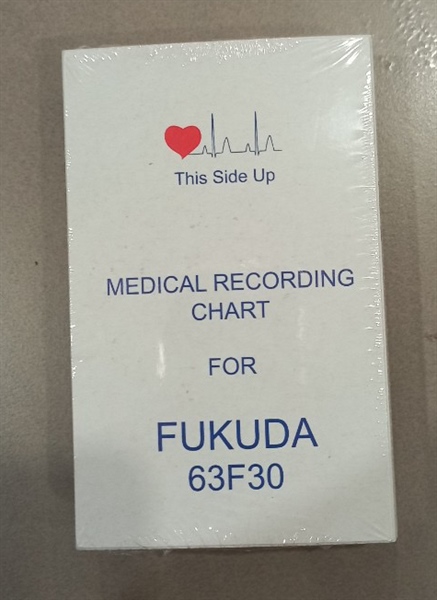 This Side Up
MEDICAL RECORDING
CHART
FOR
FUKUDA
63F30